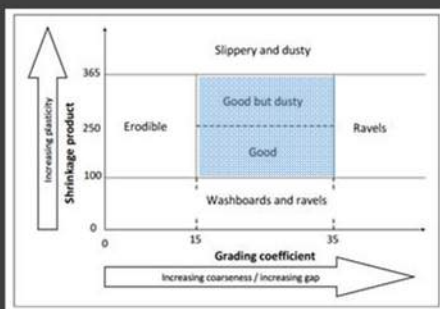 Slippery and dusty
365
Good but dusty
Erodible
250
Ravels
Good
100
Washboards and ravels
0
0
15
35
Grading coefficient
Increasing coarseness / increasing gap
Shrinkage product
Increasing plasticity